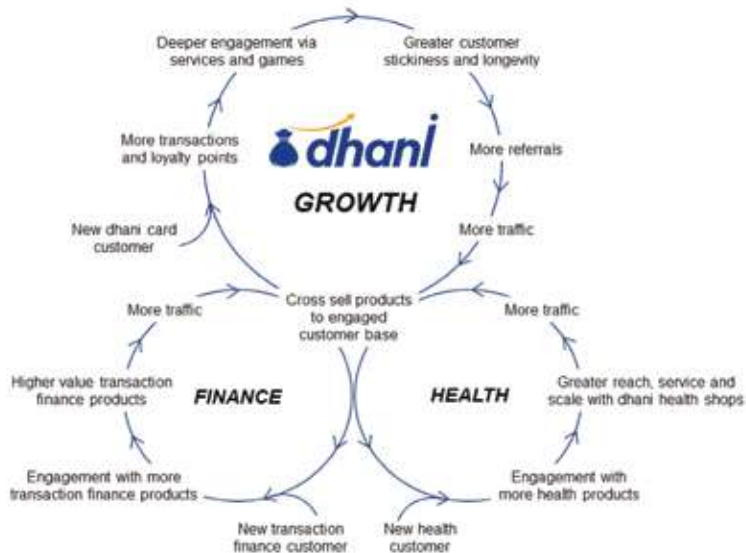 Deeper engagement via
services and games
Greater customer
stickiness and longevity
More transactions
and loyalty points
dhani
GROWTH
More referrals
New dhani card
customer
More traffic
Cross sell products
to engaged
customer base
More traffic
More traffic
Higher value transaction
finance products
FINANCE
HEALTH
Greater reach, service and
scale with dhani health shops
Engagement with more
transaction finance products
Engagement with
more health products
New transaction
finance customer
New health
customer